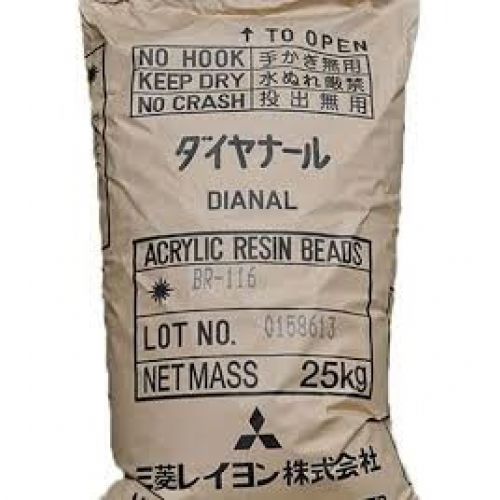 ↑ TO OPEN
NO HOOK 手かき無用
KEEP DRY 水ぬれ厳禁
NO CRASH 投出無用
ダイヤナール
DIANAL
ACRYLIC RESIN BEADS
BR-116
LOT NO. 0158613
NET MASS 25kg
三菱レイヨン株式会社